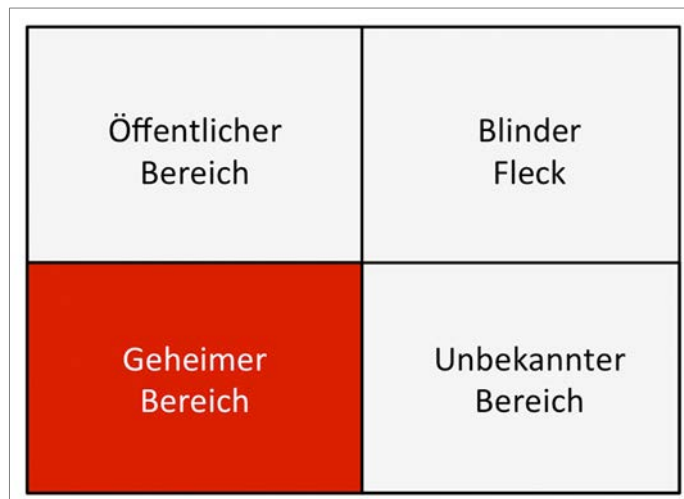 Öffentlicher
Bereich
Blinder
Fleck
Geheimer
Bereich
Unbekannter
Bereich